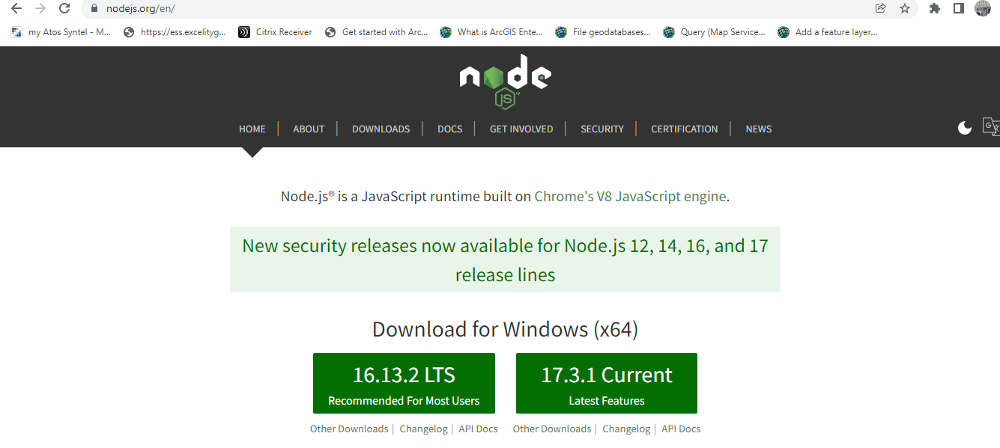 nodejs.org/en/
my Atos Syntel - M... https://ess.excelityg... Citrix Receiver Get started with Arc... What is ArcGIS Ente... File geodatabases... Query (Map Service... Add a feature layer...
node
JS
HOME | ABOUT | DOWNLOADS | DOCS | GET INVOLVED | SECURITY | CERTIFICATION | NEWS
Node.js® is a JavaScript runtime built on Chrome's V8 JavaScript engine.
New security releases now available for Node.js 12, 14, 16, and 17
release lines
Download for Windows (x64)
16.13.2 LTS 17.3.1 Current
Recommended For Most Users Latest Features
Other Downloads | Changelog | API Docs Other Downloads | Changelog | API Docs